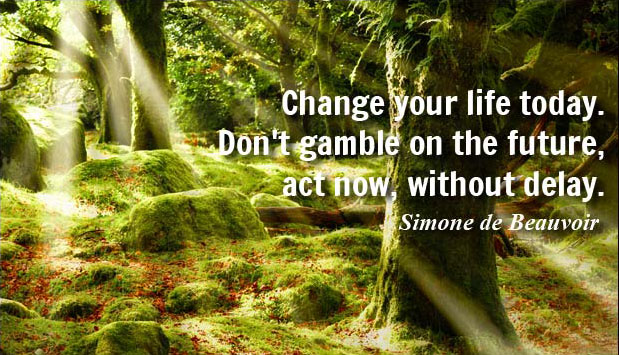 Change your life today.
Don't gamble on the future,
act now, without delay.
Simone de Beauvoir